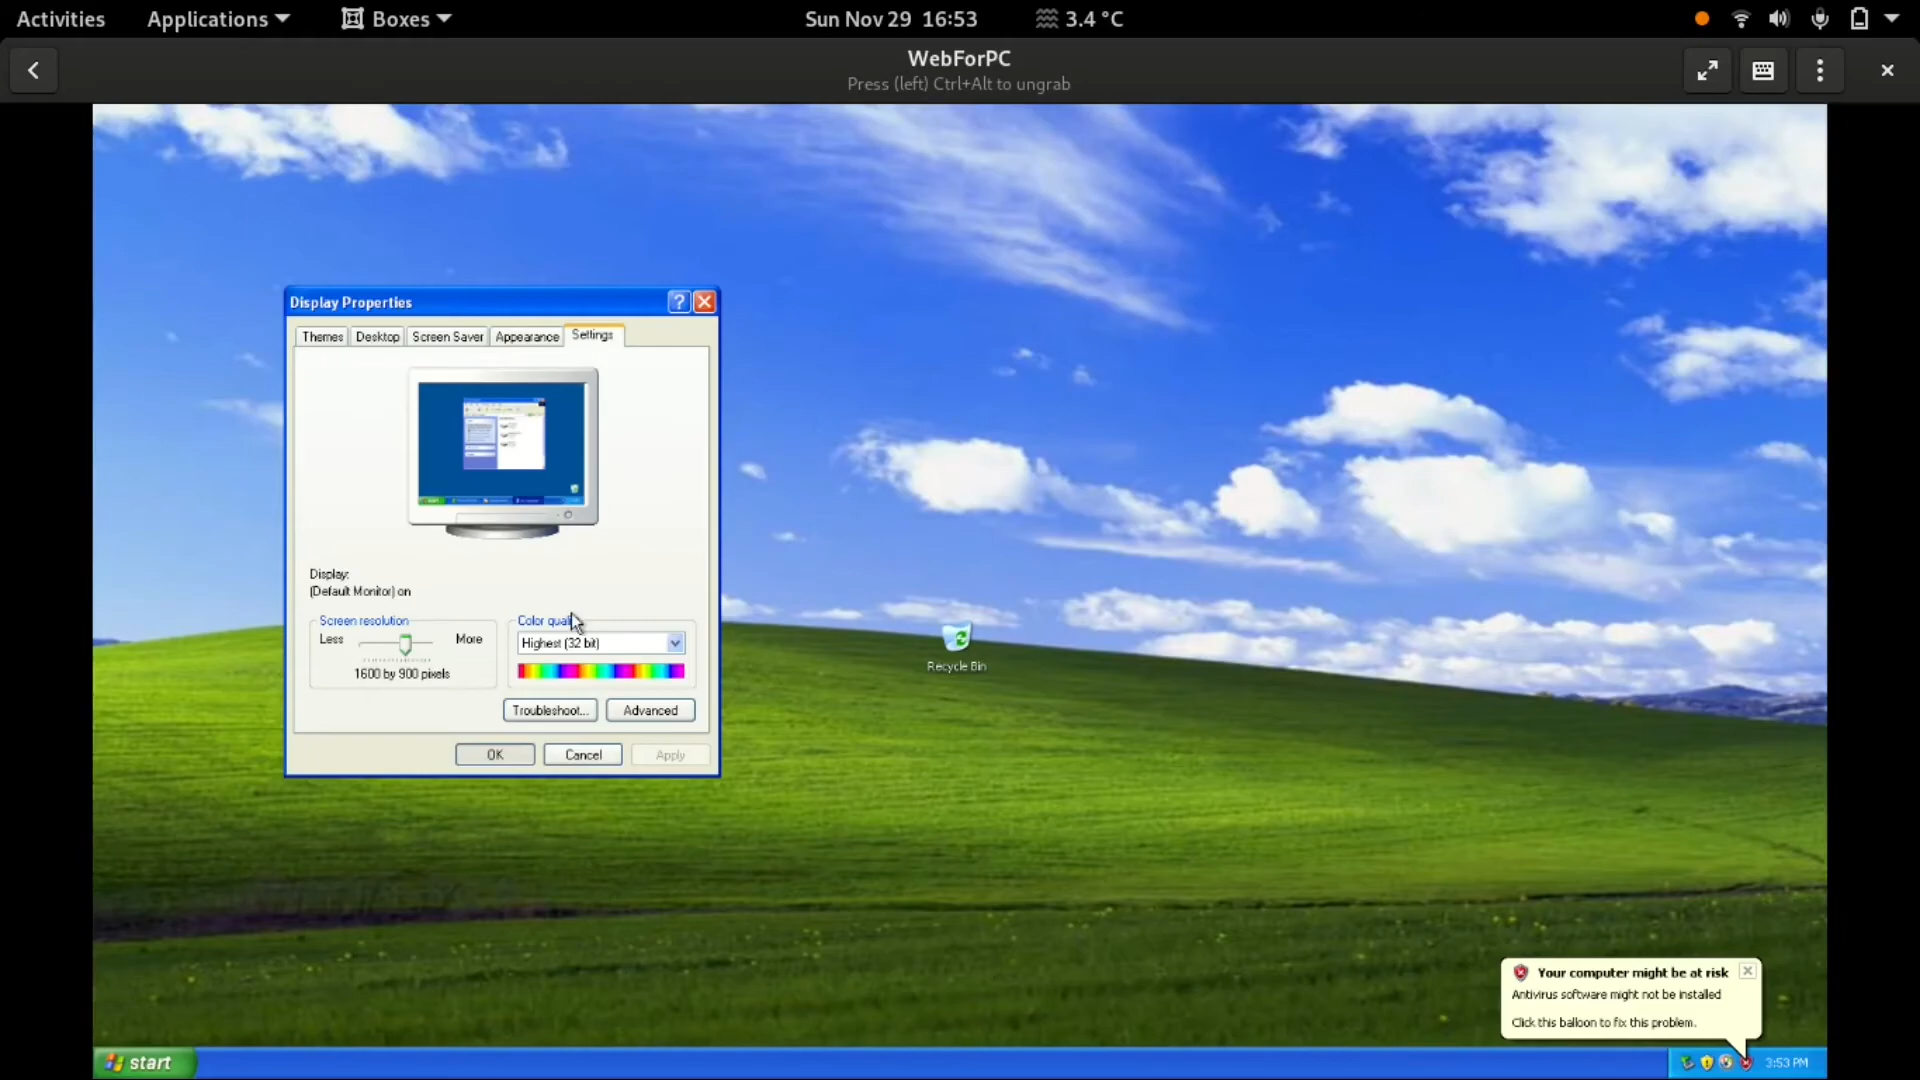 Activities Applications Boxes Sun Nov 29 16:53 3.4 °C
WebForPC
Press (left) Ctrl+Alt to ungrab
Display Properties
Themes Desktop Screen Saver Appearance Settings
Display:
(Default Monitor) on
Screen resolution
Less More
1600 by 900 pixels
Color quali
Highest (32 bit)
Troubleshoot... Advanced
OK Cancel Apply
Recycle Bin
Your computer might be at risk
Antivirus software might not be installed
Click this balloon to fix this problem.
start 3:53 PM